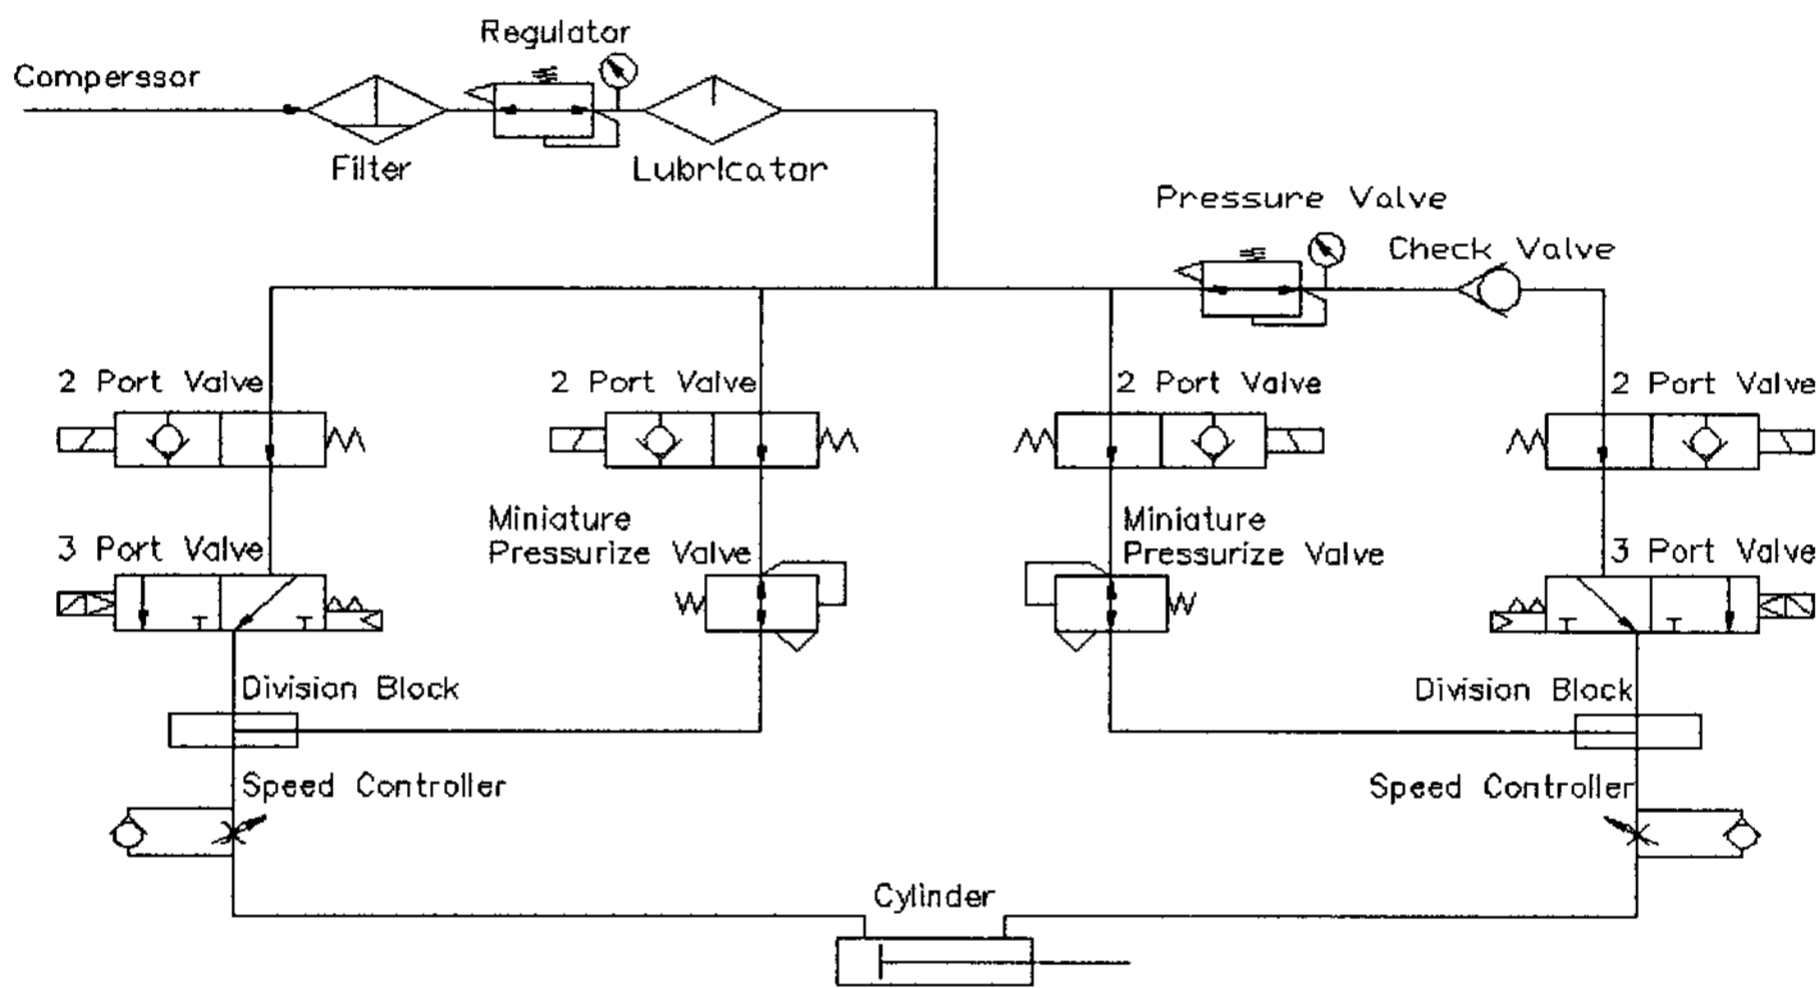 Regulator
Comperssor
Filter
Lubricator
Pressure Valve
Check Valve
2 Port Valve
2 Port Valve
2 Port Valve
2 Port Valve
Miniature
Pressurize Valve
Miniature
Pressurize Valve
3 Port Valve
3 Port Valve
Division Block
Division Block
Speed Controller
Speed Controller
Cylinder